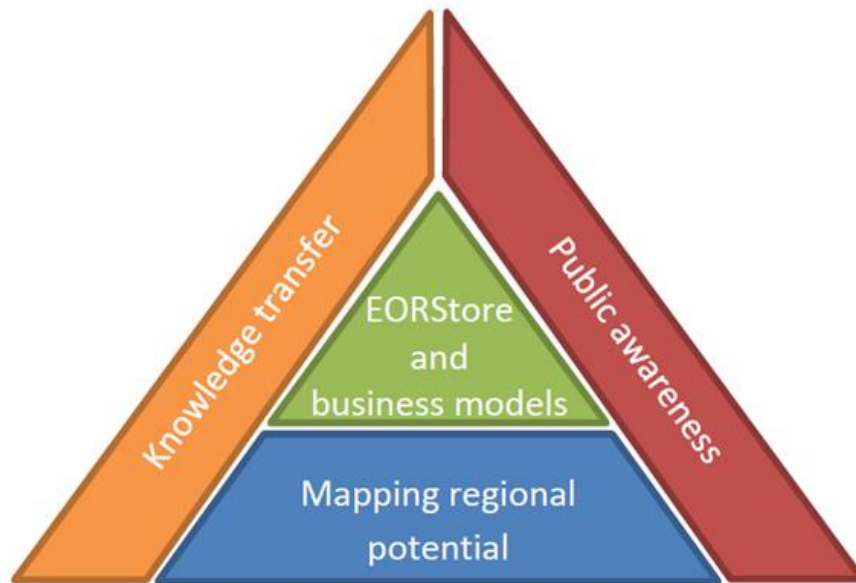 Knowledge transfer
Public awareness
EORStore
and
business models
Mapping regional
potential